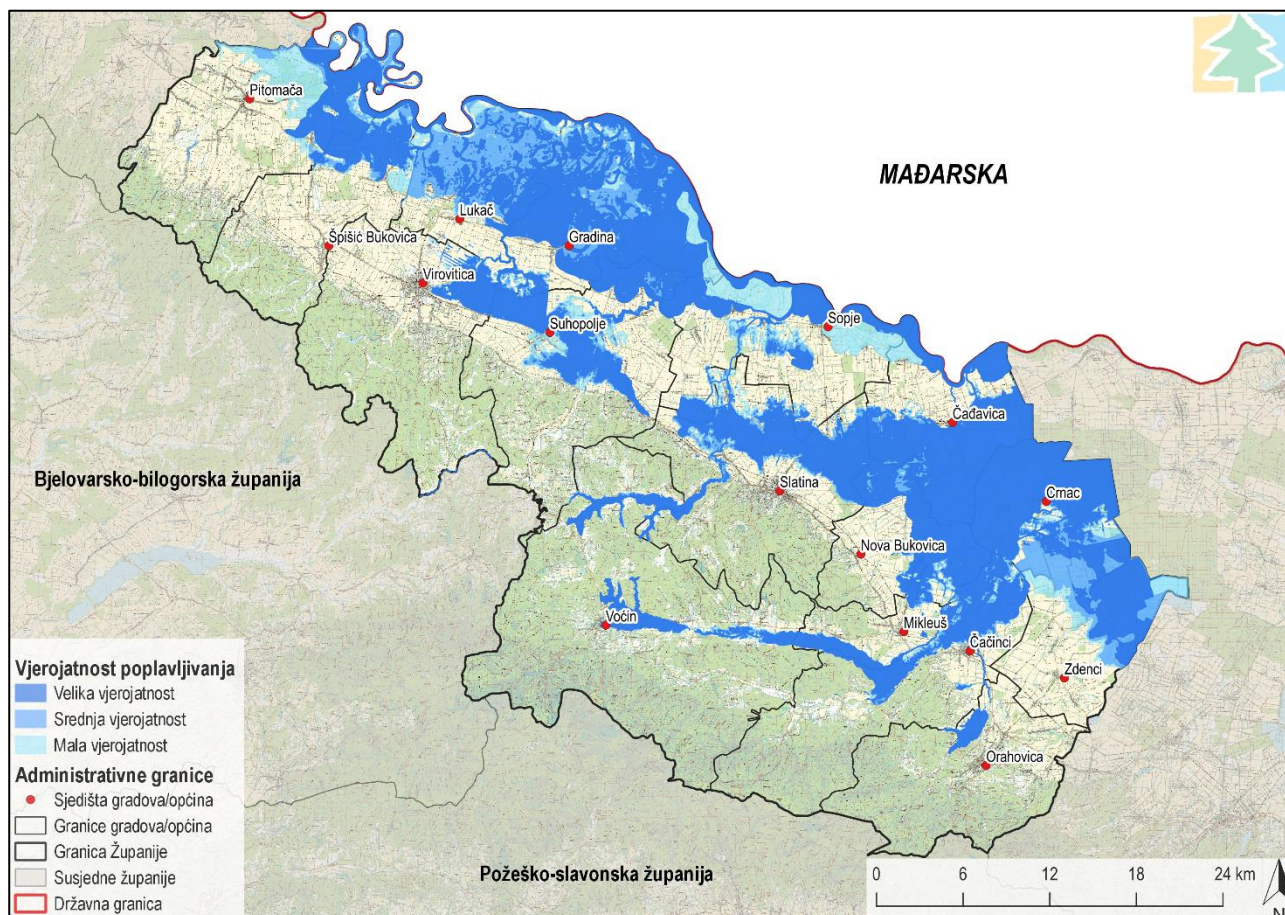 Pitomača
MAĐARSKA
Lukač
Gradina
Špišić Bukovica
Virovitica
Suhopolje
Sopje
Čađavica
Bjelovarsko-bilogorska županija
Slatina
Crnac
Nova Bukovica
Voćin
Mikleuš
Čačinci
Zdenci
Orahovica
Požeško-slavonska županija
Vjerojatnost poplavljivanja
Velika vjerojatnost
Srednja vjerojatnost
Mala vjerojatnost
Administrativne granice
Sjedišta gradova/općina
Granice gradova/općina
Granica Županije
Susjedne županije
Državna granica
0 6 12 18 24 km
N